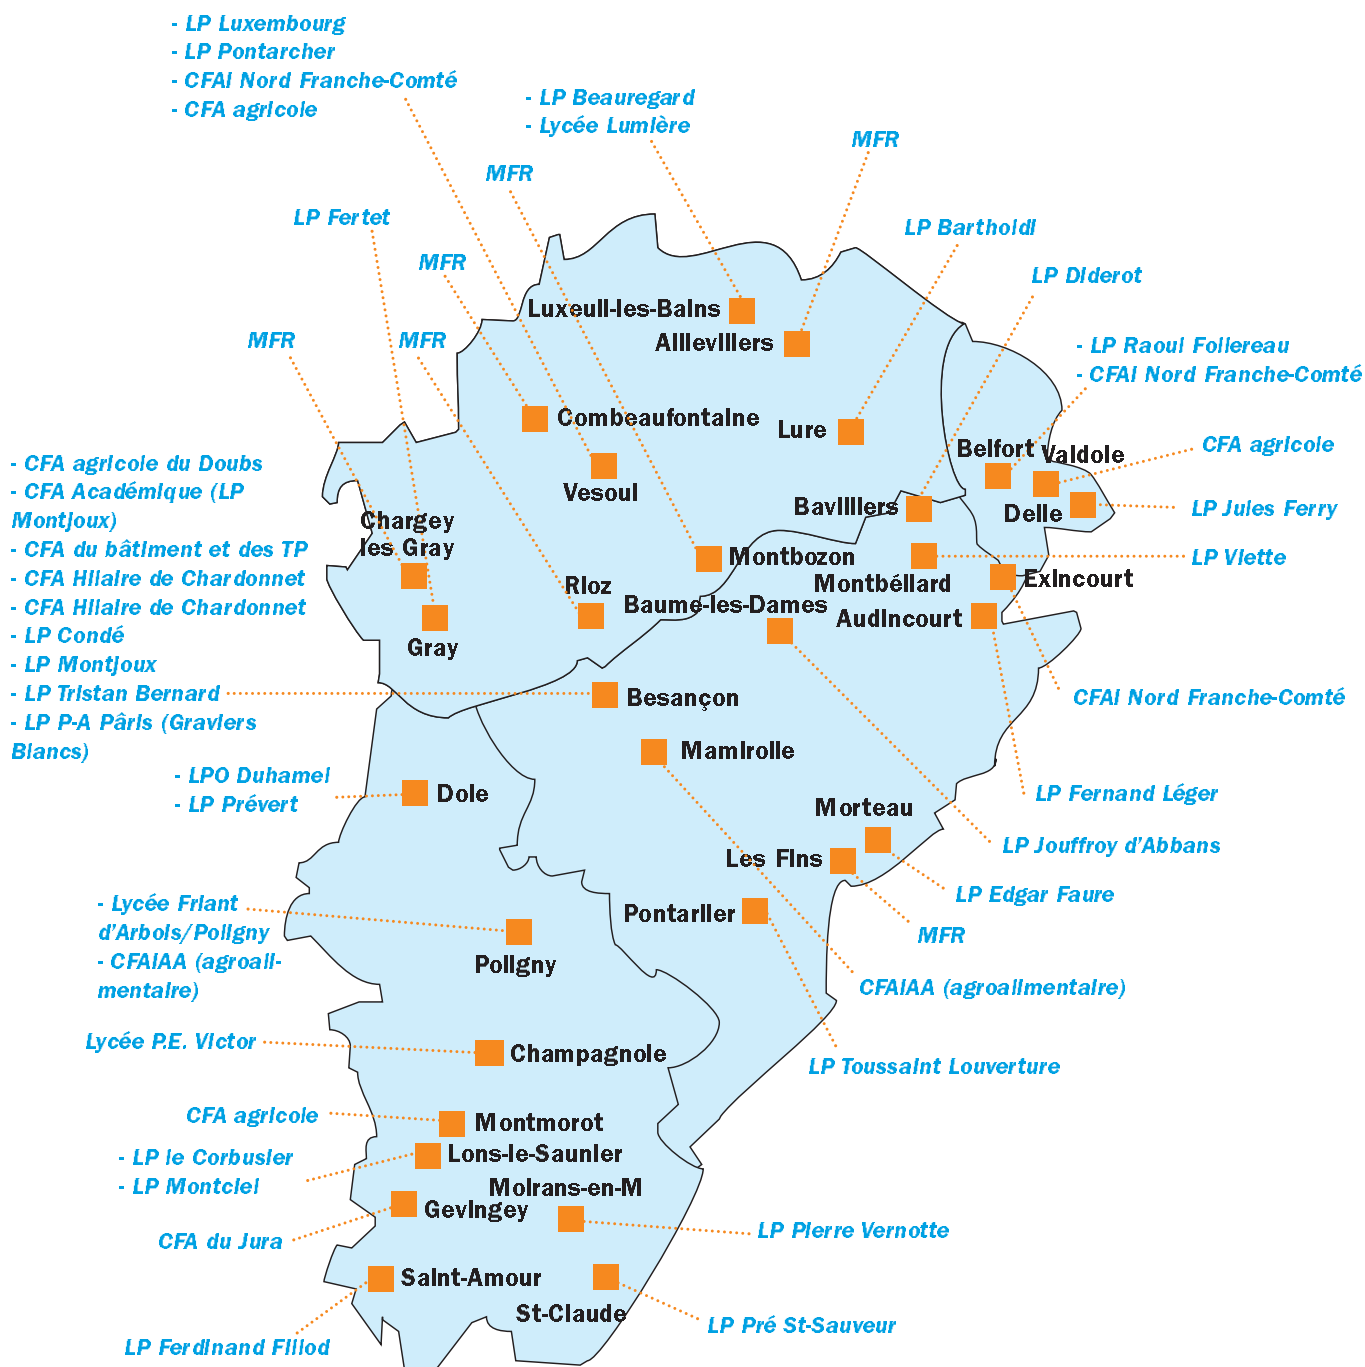 - LP Luxembourg
- LP Pontarcher
- CFAI Nord Franche-Comté
- CFA agricole
- LP Beauregard
- Lycée Lumière
MFR
MFR
LP Fertet
LP Bartholdi
MFR
LP Diderot
Luxeuil-les-Bains
Aillevillers
MFR
MFR
- LP Raoul Follereau
- CFAI Nord Franche-Comté
Combeaufontaine
Lure
Belfort
Valdoie
CFA agricole
- CFA agricole du Doubs
- CFA Académique (LP
Montjoux)
- CFA du bâtiment et des TP
- CFA Hilaire de Chardonnet
- CFA Hilaire de Chardonnet
- LP Condé
- LP Montjoux
- LP Tristan Bernard
- LP P-A Pâris (Graviers
Blancs)
Vesoul
Bavilliers
Delle
LP Jules Ferry
Chargey
les Gray
Montbozon
Montbéliard
LP Viette
Exincourt
Rioz
Baume-les-Dames
Audincourt
Gray
Besançon
CFAI Nord Franche-Comté
Mamirolle
- LPO Duhamel
- LP Prévert
Dole
LP Fernand Léger
Morteau
LP Jouffroy d'Abbans
Les Fins
LP Edgar Faure
- Lycée Friant
d'Arbois/Poligny
- CFAIAA (agroali-
mentaire)
Pontarlier
MFR
Poligny
CFAIAA (agroalimentaire)
Lycée P.E. Victor
Champagnole
LP Toussaint Louverture
CFA agricole
Montmorot
- LP le Corbusier
- LP Montciel
Lons-le-Saunier
Moirans-en-M
Gevingey
CFA du Jura
LP Pierre Vernotte
Saint-Amour
St-Claude
LP Pré St-Sauveur
LP Ferdinand Fillod